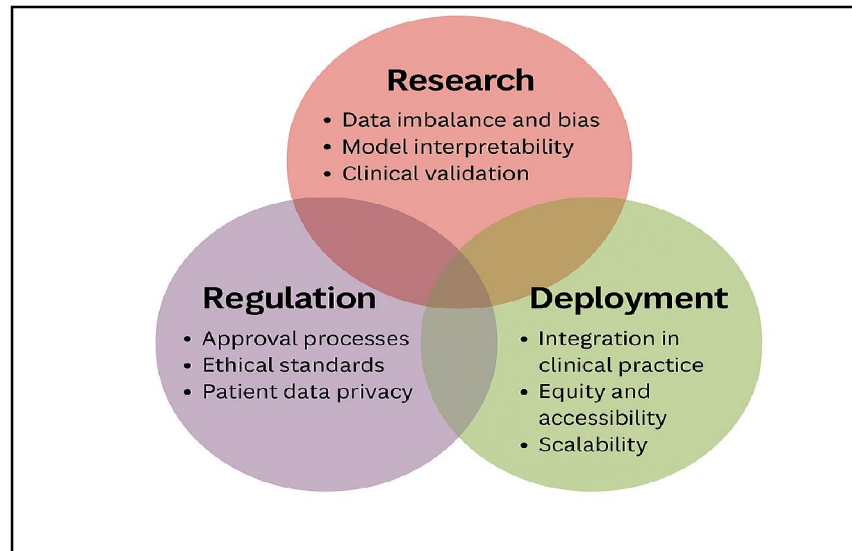 Research
• Data imbalance and bias
• Model interpretability
• Clinical validation
Regulation
• Approval processes
• Ethical standards
• Patient data privacy
Deployment
• Integration in
clinical practice
• Equity and
accessibility
• Scalability